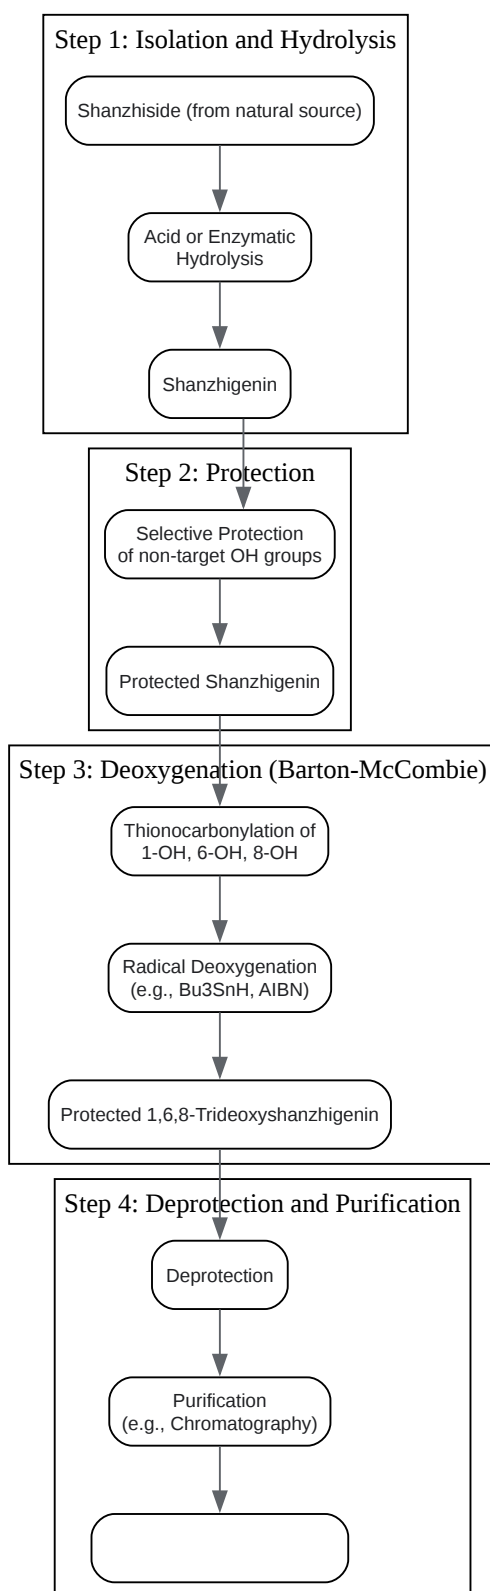 Step 1: Isolation and Hydrolysis
Shanzhiside (from natural source)
Acid or Enzymatic
Hydrolysis
Shanzhigenin
Step 2: Protection
Selective Protection
of non-target OH groups
Protected Shanzhigenin
Step 3: Deoxygenation (Barton-McCombie)
Thionocarbonylation of
1-OH, 6-OH, 8-OH
Radical Deoxygenation
(e.g., Bu3SnH, AIBN)
Protected 1,6,8-Trideoxyshanzhigenin
Step 4: Deprotection and Purification
Deprotection
Purification
(e.g., Chromatography)